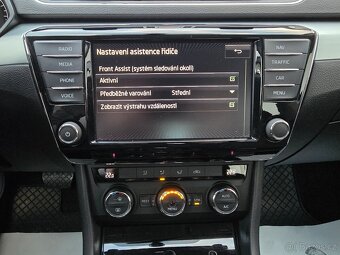 Nastavení asistence řidiče
RADIO
NAV
Front Assist (systém sledování okolí)
MEDIA
TRAFFIC
Aktivní
PHONE
CAR
Předběžné varování Střední
VOICE
MENU
Zobrazit výstrahu vzdálenosti
MENU
A/C